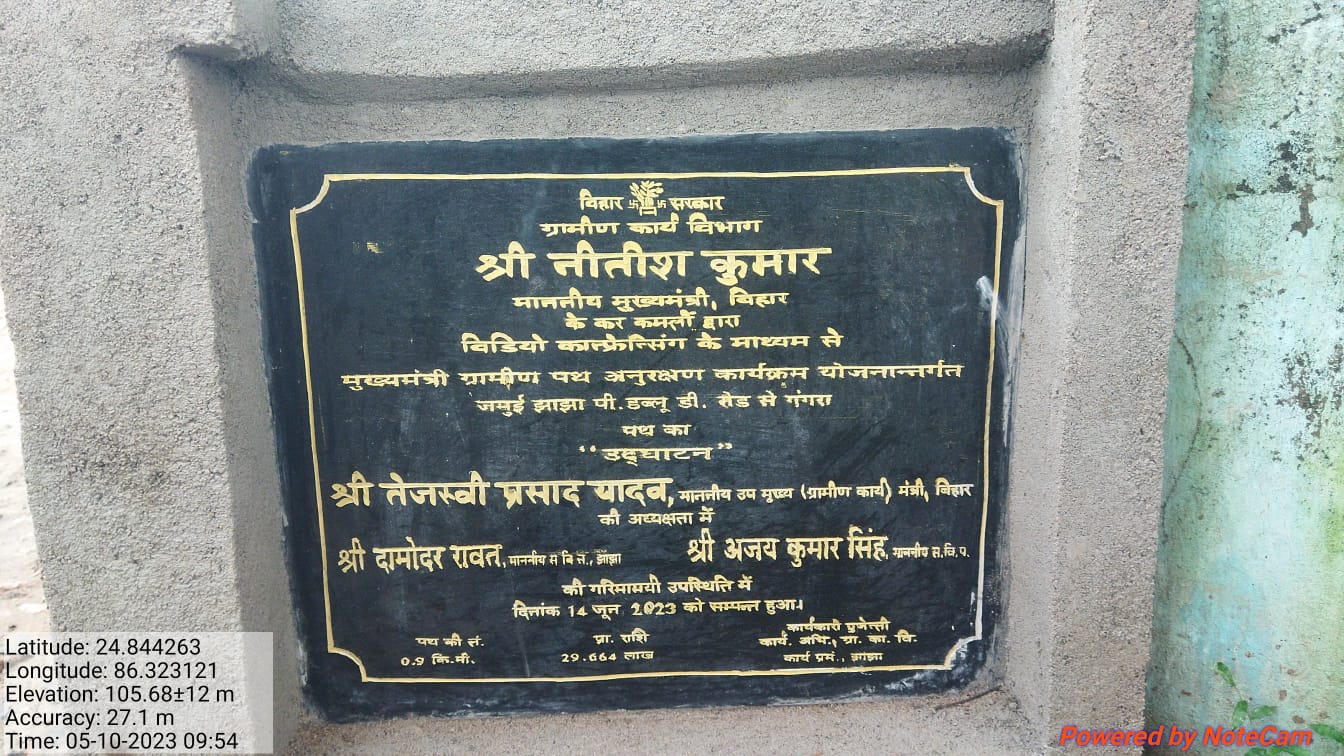 बिहार सरकार
ग्रामीण कार्य विभाग
श्री नीतीश कुमार
माननीय मुख्यमंत्री, बिहार
के कर कमलों द्वारा
विडियो कान्फ्रेन्सिंग के माध्यम से
मुख्यमंत्री ग्रामीण पथ अनुरक्षण कार्यक्रम योजनान्तर्गत
जमुई झाझा पी.डब्लू डी. रोड से गंगरा
पथ का
"उद्घाटन"
श्री तेजस्वी प्रसाद यादव, माननीय उप मुख्य (ग्रामीण कार्य) मंत्री, बिहार
की अध्यक्षता में
श्री दामोदर रावत, माननीय स वि स., झाझा
श्री अजय कुमार सिंह, माननीय स.वि.प.
की गरिमामयी उपस्थिति में
दिनांक 14 जून 2023 को सम्पन्न हुआ।
पथ की लं.
0.9 कि.मी.
प्रा. राशि
29.664 लाख
कार्यकारी एजेन्सी
कार्य. अभि., ग्रा. का. वि.
कार्य प्रमं., झाझा
Latitude: 24.844263
Longitude: 86.323121
Elevation: 105.68±12 m
Accuracy: 27.1 m
Time: 05-10-2023 09:54
Powered by NoteCam